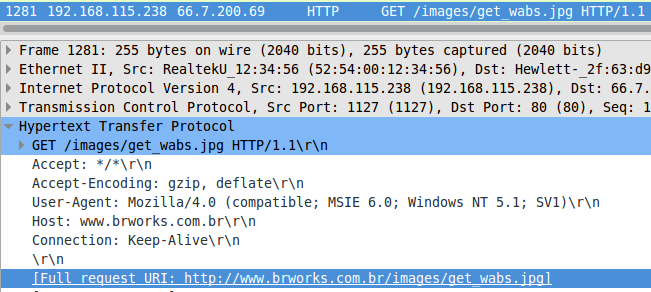 1281 192.168.115.238 66.7.200.69 HTTP GET /images/get_wabs.jpg HTTP/1.1
Frame 1281: 255 bytes on wire (2040 bits), 255 bytes captured (2040 bits)
Ethernet II, Src: RealtekU_12:34:56 (52:54:00:12:34:56), Dst: Hewlett-_2f:63:d9
Internet Protocol Version 4, Src: 192.168.115.238 (192.168.115.238), Dst: 66.7.
Transmission Control Protocol, Src Port: 1127 (1127), Dst Port: 80 (80), Seq: 1
Hypertext Transfer Protocol
GET /images/get_wabs.jpg HTTP/1.1\r\n
Accept: */*\r\n
Accept-Encoding: gzip, deflate\r\n
User-Agent: Mozilla/4.0 (compatible; MSIE 6.0; Windows NT 5.1; SV1)\r\n
Host: www.brworks.com.br\r\n
Connection: Keep-Alive\r\n
\r\n
[Full request URI: http://www.brworks.com.br/images/get_wabs.jpg]